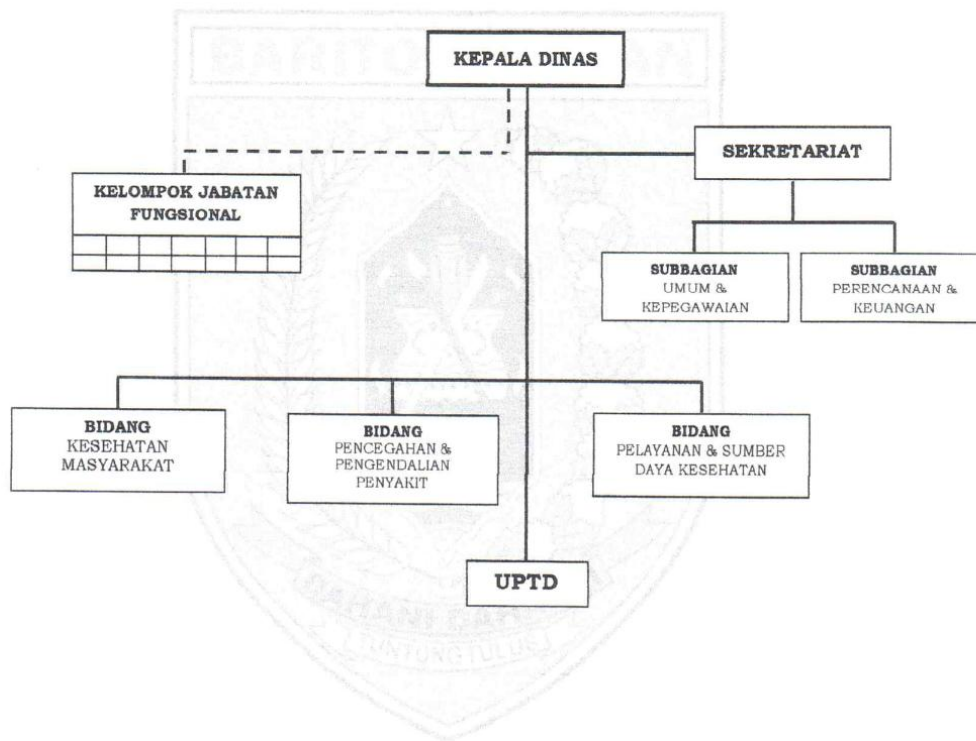 KEPALA DINAS
SEKRETARIAT
KELOMPOK JABATAN
FUNGSIONAL
SUBBAGIAN
UMUM &
KEPEGAWAIAN
SUBBAGIAN
PERENCANAAN &
KEUANGAN
BIDANG
KESEHATAN
MASYARAKAT
BIDANG
PENCEGAHAN &
PENGENDALIAN
PENYAKIT
BIDANG
PELAYANAN & SUMBER
DAYA KESEHATAN
UPTD